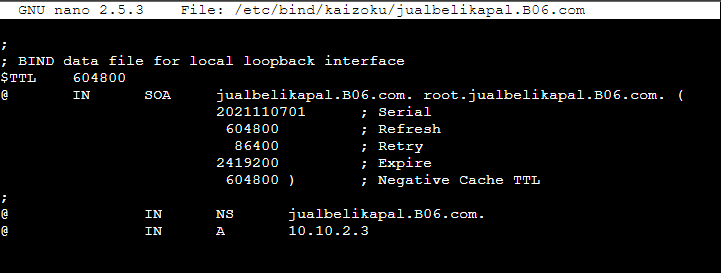 GNU nano 2.5.3    File: /etc/bind/kaizoku/jualbelikapal.B06.com
;
; BIND data file for local loopback interface
$TTL    604800
@       IN      SOA     jualbelikapal.B06.com. root.jualbelikapal.B06.com. (
                        2021110701      ; Serial
                         604800         ; Refresh
                          86400         ; Retry
                        2419200         ; Expire
                         604800 )       ; Negative Cache TTL
;
@               IN      NS      jualbelikapal.B06.com.
@               IN      A       10.10.2.3